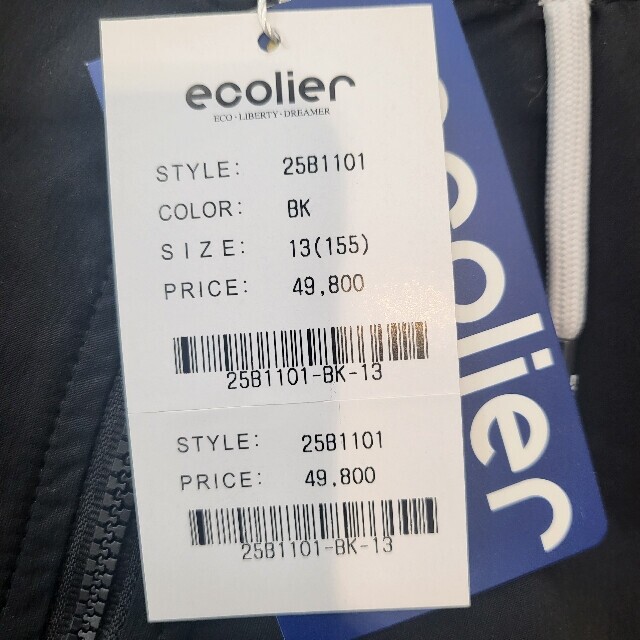 ecolier
ECO · LIBERTY · DREAMER
STYLE: 25B1101
COLOR: BK
SIZE: 13(155)
PRICE: 49,800
25B1101-BK-13
STYLE: 25B1101
PRICE: 49,800
25B1101-BK-13
ecolier